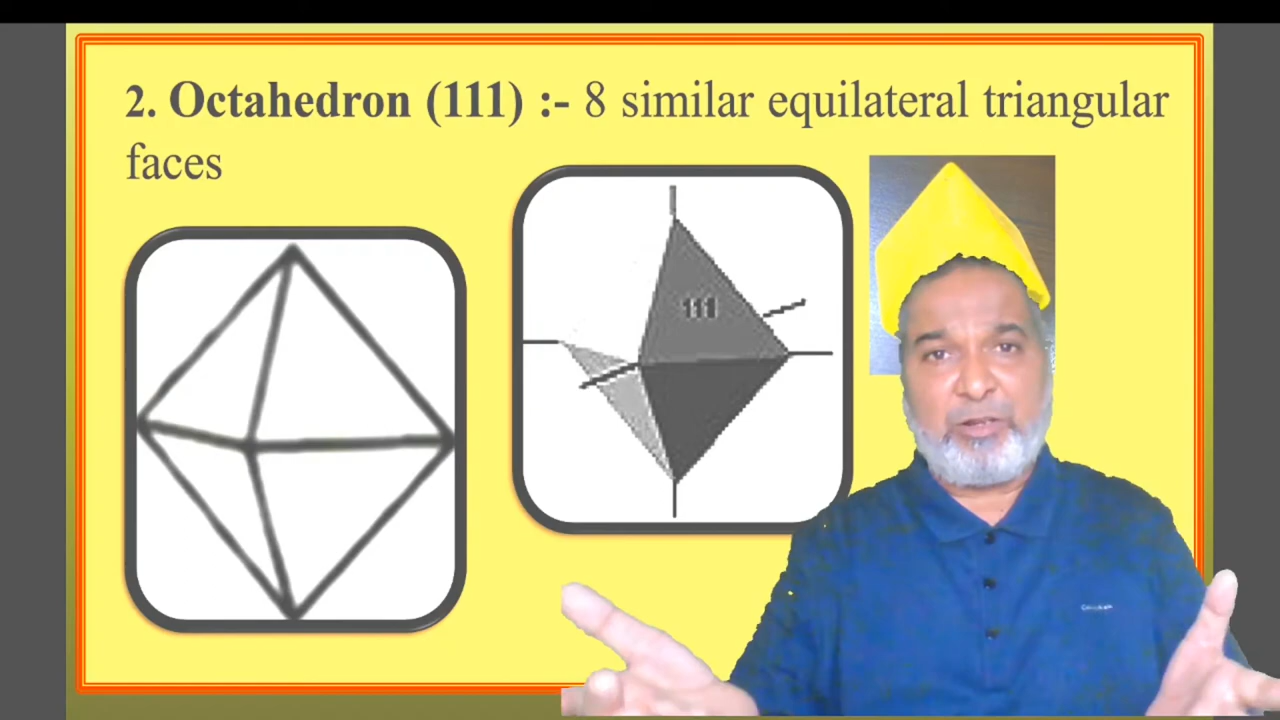 2. Octahedron (111) :- 8 similar equilateral triangular
faces
111